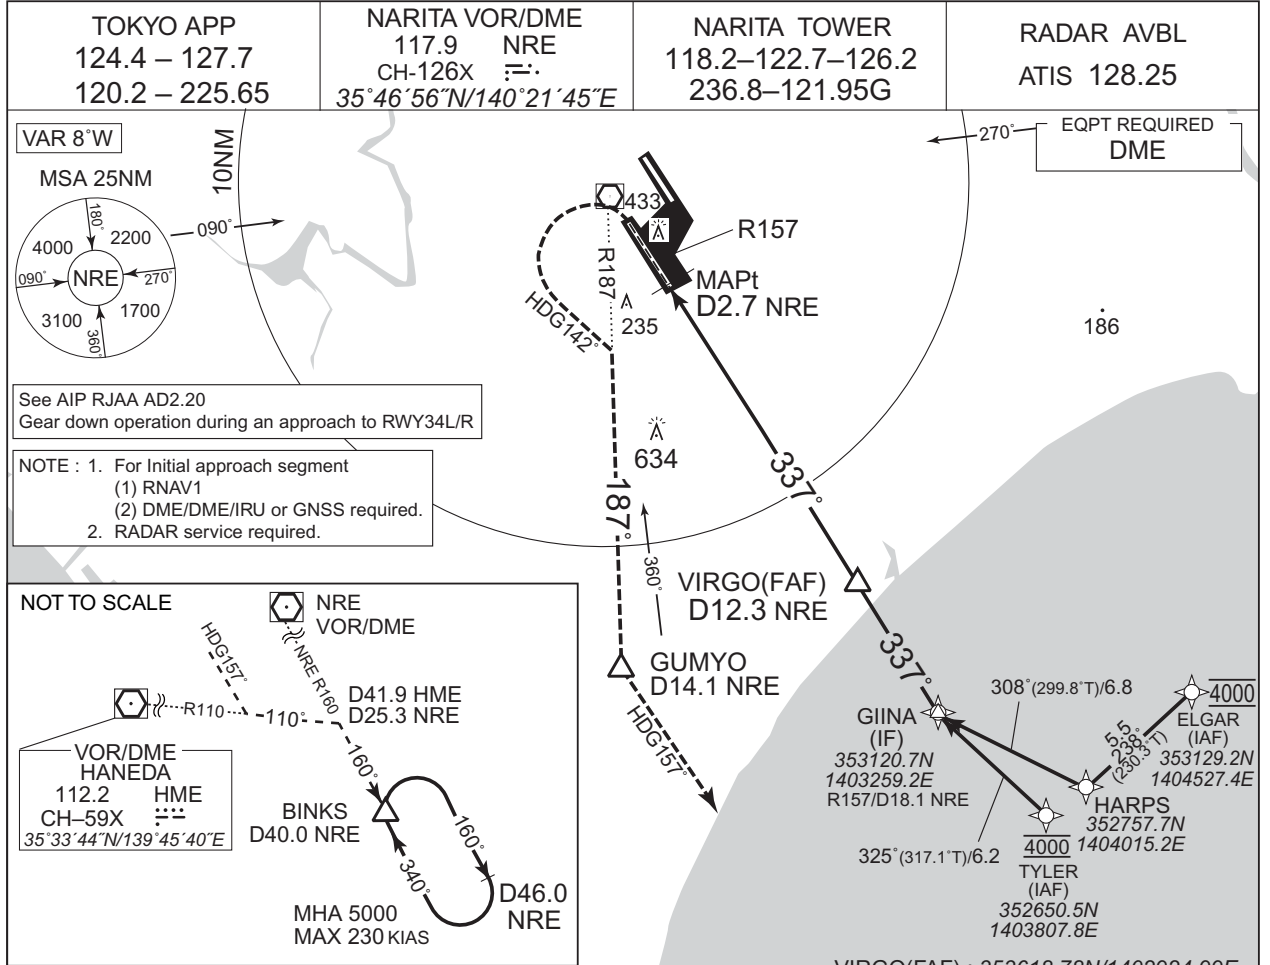 TOKYO APP
124.4 – 127.7
120.2 – 225.65
NARITA VOR/DME
117.9 NRE
CH-126X
35˚46´56˝N/140˚21´45˝E
NARITA TOWER
118.2–122.7–126.2
236.8–121.95G
RADAR AVBL
ATIS 128.25
VAR 8˚W
MSA 25NM
180˚
4000
2200
090˚
NRE
270˚
3100
1700
360˚
10NM
090˚
270˚
EQPT REQUIRED
DME
433
R157
R187
MAPt
D2.7 NRE
HDG142˚
235
186
See AIP RJAA AD2.20
Gear down operation during an approach to RWY34L/R
634
NOTE : 1. For Initial approach segment
(1) RNAV1
(2) DME/DME/IRU or GNSS required.
2. RADAR service required.
337˚
187˚
360˚
VIRGO(FAF)
D12.3 NRE
337˚
GUMYO
D14.1 NRE
HDG157˚
308˚(299.8˚T)/6.8
4000
ELGAR
(IAF)
353129.2N
1404527.4E
5.5
238˚
(230.3˚T)
GIINA
(IF)
353120.7N
1403259.2E
R157/D18.1 NRE
HARPS
352757.7N
1404015.2E
325˚(317.1˚T)/6.2
4000
TYLER
(IAF)
352650.5N
1403807.8E
NOT TO SCALE
NRE
VOR/DME
HDG157˚
NRE R160
D41.9 HME
D25.3 NRE
R110
110˚
VOR/DME
HANEDA
112.2 HME
CH–59X
35˚33´44˝N/139˚45´40˝E
160˚
BINKS
D40.0 NRE
160˚
340˚
D46.0
NRE
MHA 5000
MAX 230 KIAS
VIRGO(FAF) : 353618.78N/1402924.00E